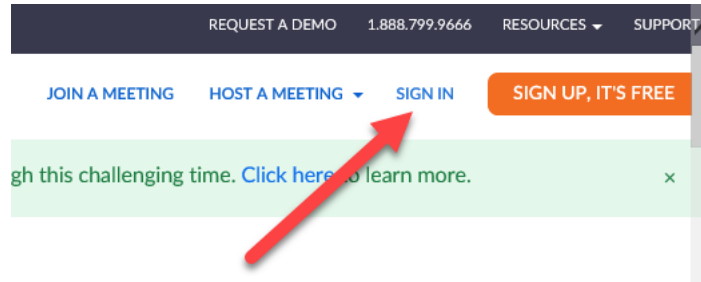 REQUEST A DEMO 1.888.799.9666 RESOURCES SUPPORT
JOIN A MEETING HOST A MEETING SIGN IN SIGN UP, IT'S FREE
gh this challenging time. Click here to learn more. ×